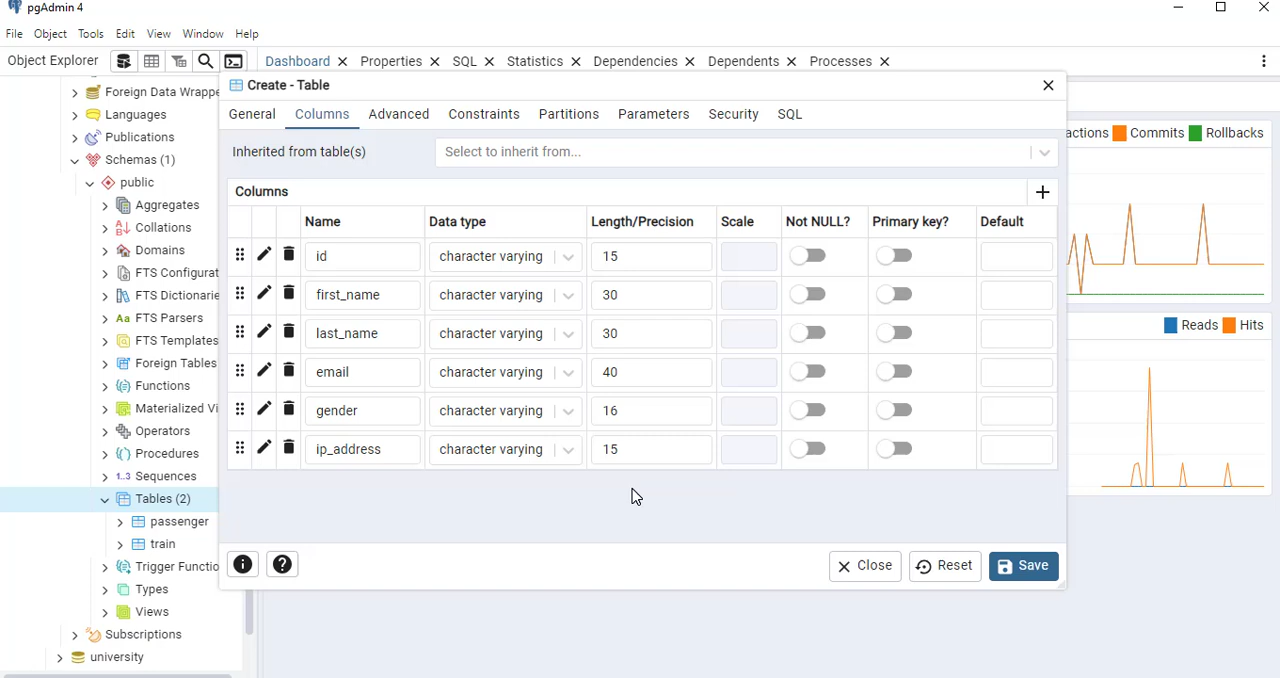 pgAdmin 4
File Object Tools Edit View Window Help
Object Explorer Dashboard Properties SQL Statistics Dependencies Dependents Processes
Foreign Data Wrappe
Languages
Publications
Schemas (1)
public
Aggregates
Collations
Domains
FTS Configurat
FTS Dictionarie
FTS Parsers
FTS Templates
Foreign Tables
Functions
Materialized Vi
Operators
Procedures
1..3 Sequences
Tables (2)
passenger
train
Trigger Functio
Types
Views
Subscriptions
university
Create - Table
General Columns Advanced Constraints Partitions Parameters Security SQL
Inherited from table(s) Select to inherit from...
Columns
Name Data type Length/Precision Scale Not NULL? Primary key? Default
id character varying 15
first_name character varying 30
last_name character varying 30
email character varying 40
gender character varying 16
ip_address character varying 15
Close Reset Save
actions Commits Rollbacks
Reads Hits